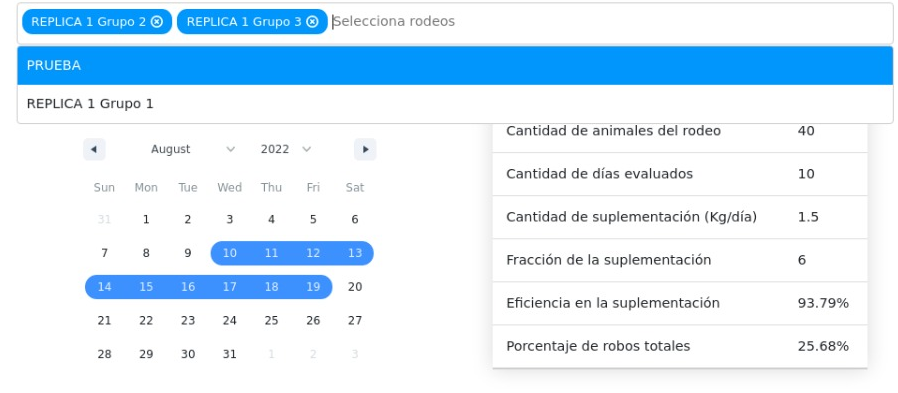 REPLICA 1 Grupo 2 REPLICA 1 Grupo 3 Selecciona rodeos
PRUEBA
REPLICA 1 Grupo 1
August 2022
Sun Mon Tue Wed Thu Fri Sat
31 1 2 3 4 5 6
7 8 9 10 11 12 13
14 15 16 17 18 19 20
21 22 23 24 25 26 27
28 29 30 31 1 2 3
Cantidad de animales del rodeo 40
Cantidad de días evaluados 10
Cantidad de suplementación (Kg/día) 1.5
Fracción de la suplementación 6
Eficiencia en la suplementación 93.79%
Porcentaje de robos totales 25.68%